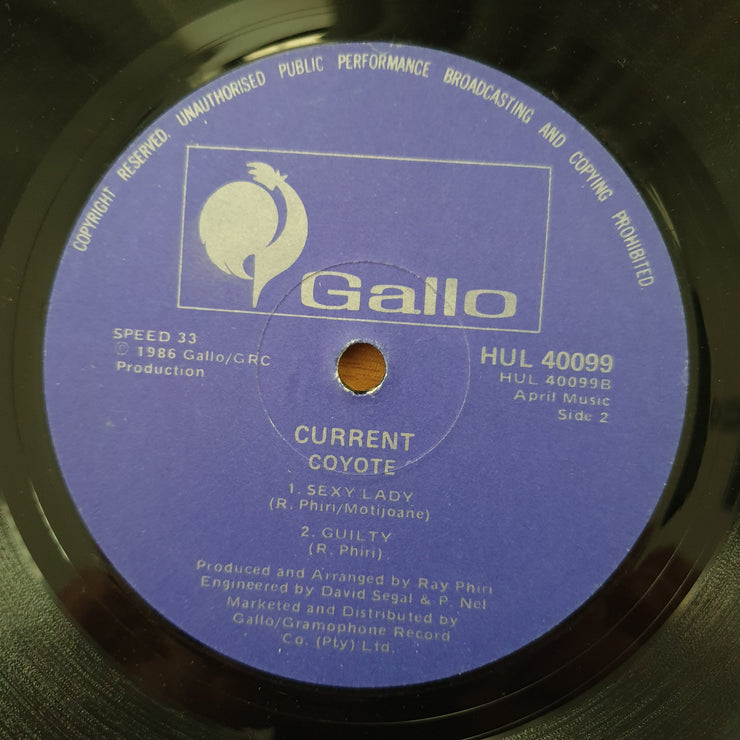 COPYRIGHT RESERVED. UNAUTHORISED PUBLIC PERFORMANCE BROADCASTING AND COPYING PROHIBITED.
Gallo
SPEED 33
© 1986 Gallo/GRC
Production
HUL 40099
HUL 40099B
April Music
Side 2
CURRENT
COYOTE
1. SEXY LADY
(R. Phiri/Motijoane)
2. GUILTY
(R. Phiri)
Produced and Arranged by Ray Phiri
Engineered by David Segal & P. Nel
Marketed and Distributed by
Gallo/Gramophone Record
Co. (Pty) Ltd.